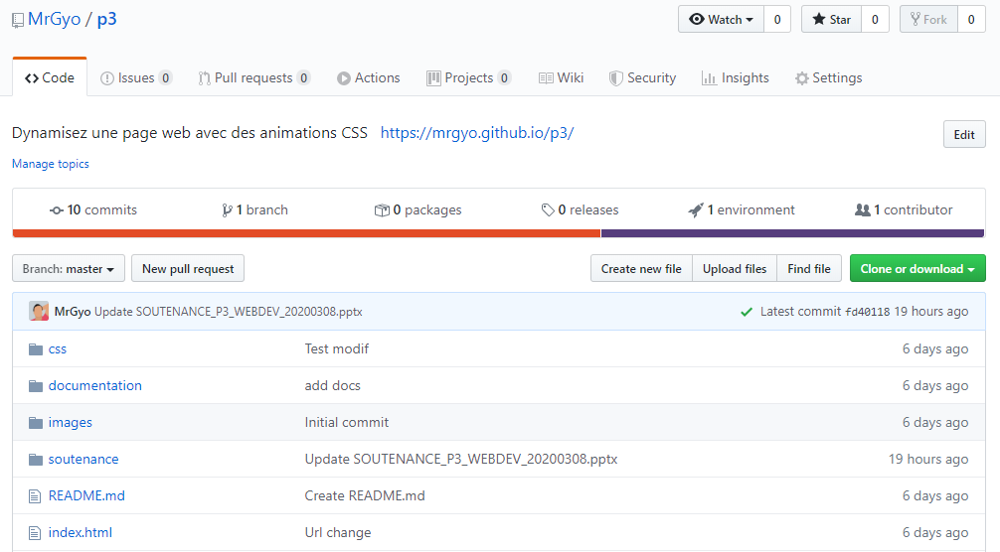 MrGyo / p3
Watch 0 Star 0 Fork 0
Code Issues 0 Pull requests 0 Actions Projects 0 Wiki Security Insights Settings
Dynamisez une page web avec des animations CSS https://mrgyo.github.io/p3/ Edit
Manage topics
10 commits 1 branch 0 packages 0 releases 1 environment 1 contributor
Branch: master New pull request Create new file Upload files Find file Clone or download
MrGyo Update SOUTENANCE_P3_WEBDEV_20200308.pptx Latest commit fd40118 19 hours ago
css Test modif 6 days ago
documentation add docs 6 days ago
images Initial commit 6 days ago
soutenance Update SOUTENANCE_P3_WEBDEV_20200308.pptx 19 hours ago
README.md Create README.md 6 days ago
index.html Url change 6 days ago